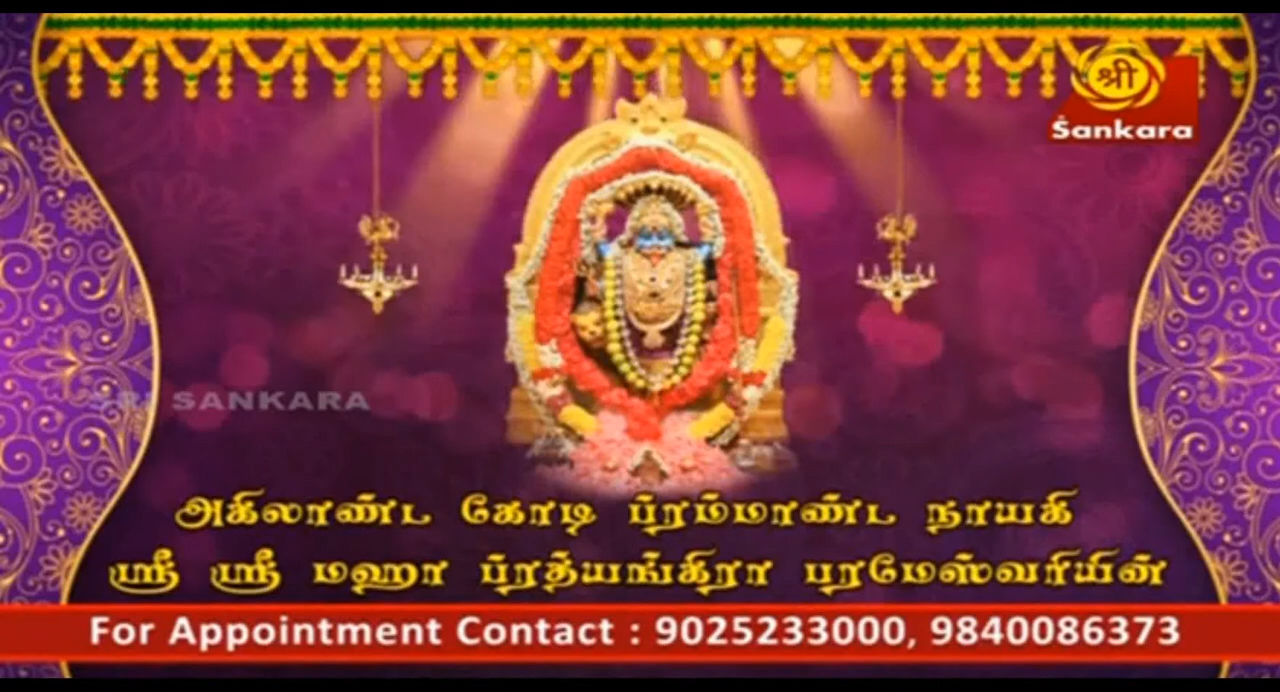 श्री
Śankara
SRI SANKARA
அகிலாண்ட கோடி ப்ரம்மாண்ட நாயகி
ஸ்ரீ ஸ்ரீ மஹா ப்ரத்யங்கிரா பரமேஸ்வரியின்
For Appointment Contact : 9025233000, 9840086373